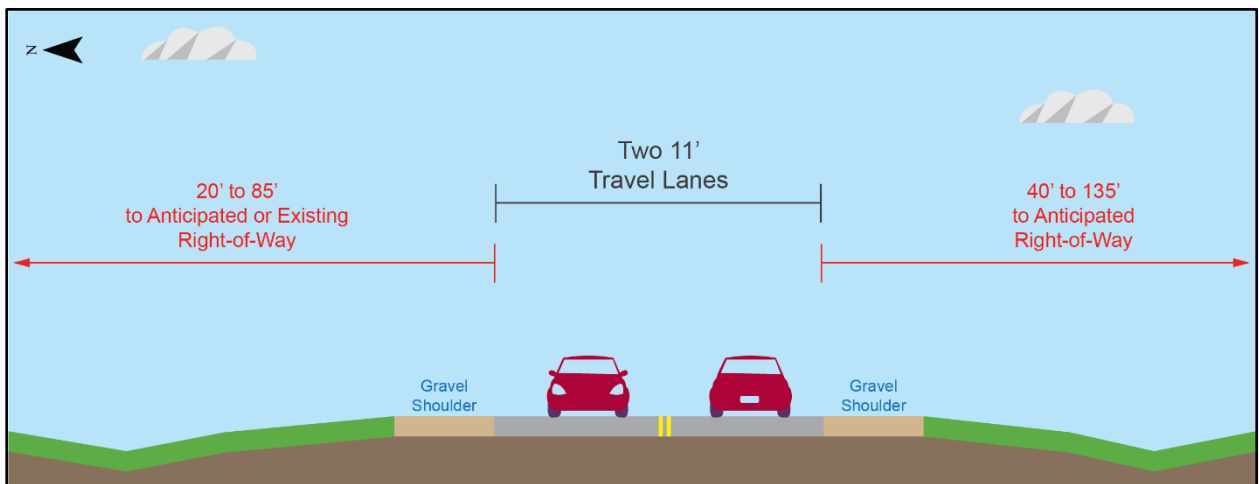 N
Two 11'
Travel Lanes
20' to 85'
to Anticipated or Existing
Right-of-Way
40' to 135'
to Anticipated
Right-of-Way
Gravel
Shoulder
Gravel
Shoulder